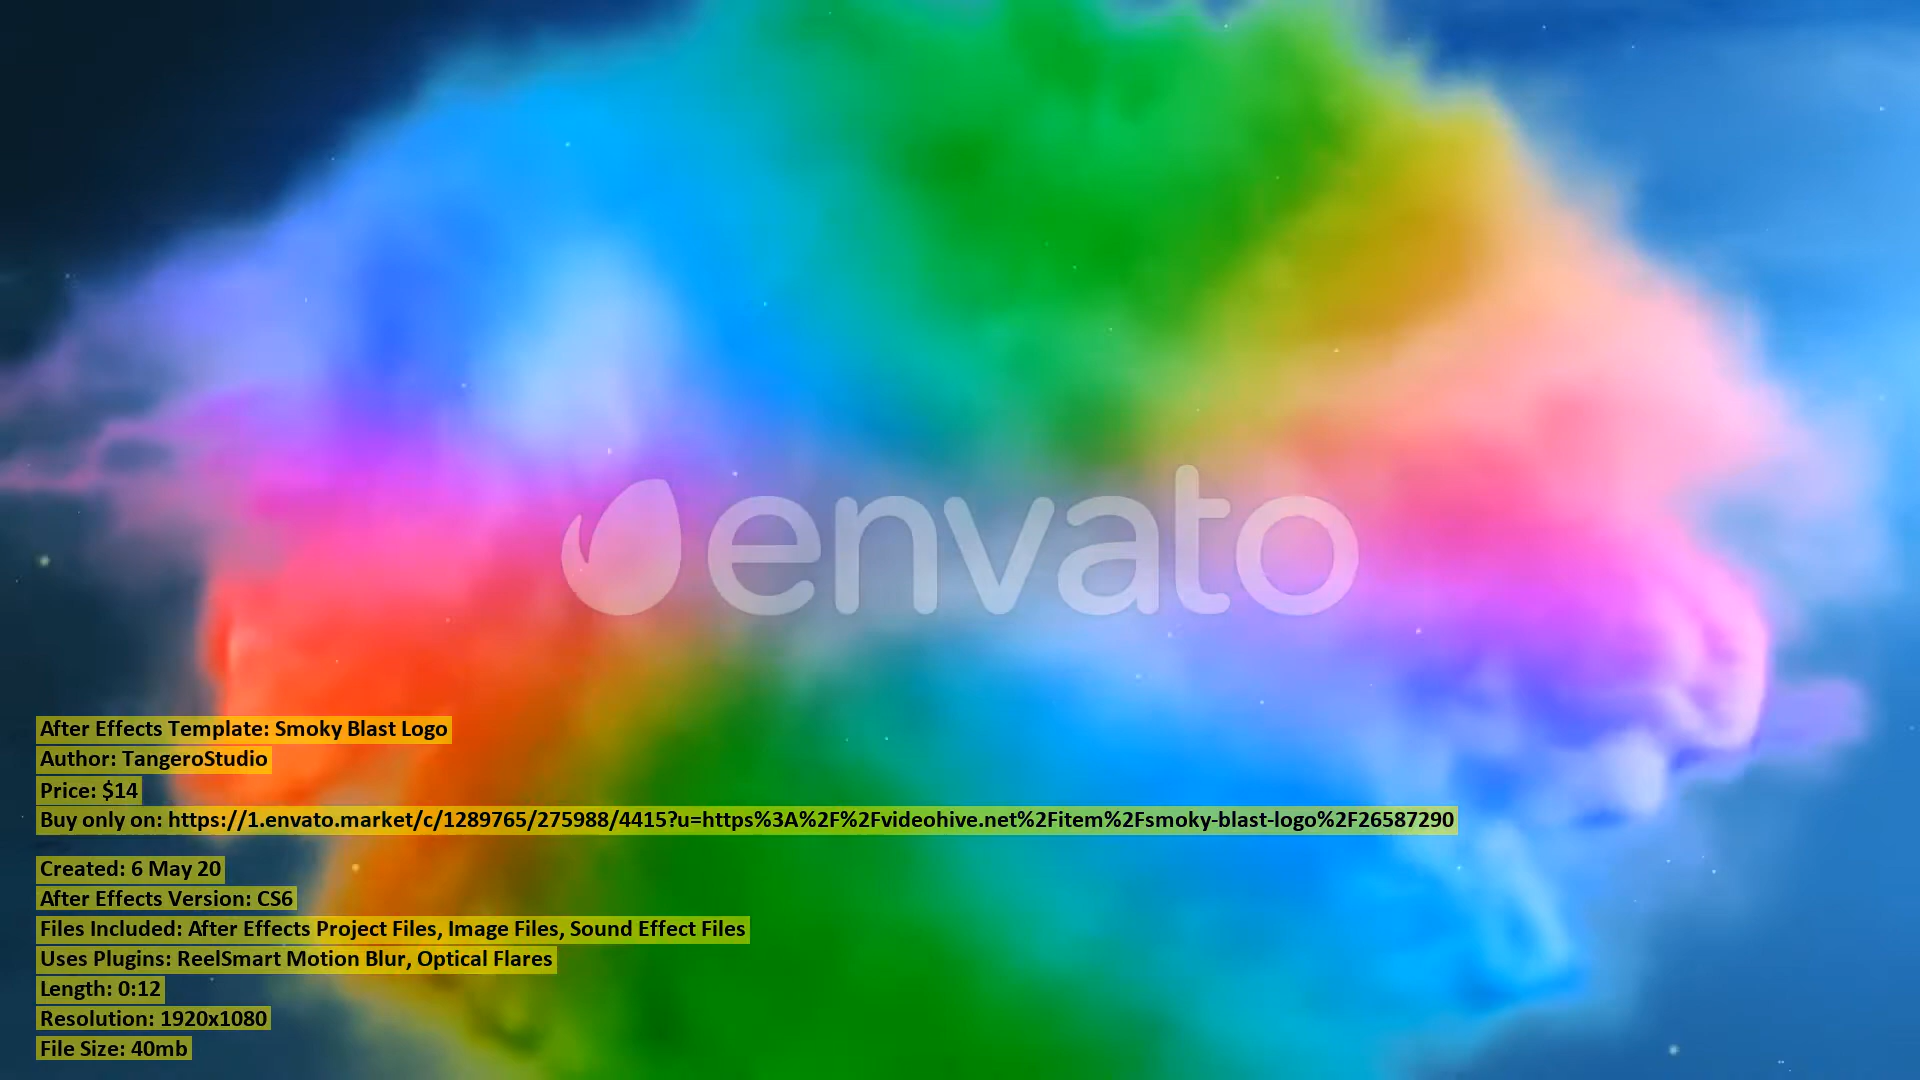 envato
After Effects Template: Smoky Blast Logo
Author: TangeroStudio
Price: $14
Buy only on: https://1.envato.market/c/1289765/275988/4415?u=https%3A%2F%2Fvideohive.net%2Fitem%2Fsmoky-blast-logo%2F26587290
Created: 6 May 20
After Effects Version: CS6
Files Included: After Effects Project Files, Image Files, Sound Effect Files
Uses Plugins: ReelSmart Motion Blur, Optical Flares
Length: 0:12
Resolution: 1920x1080
File Size: 40mb